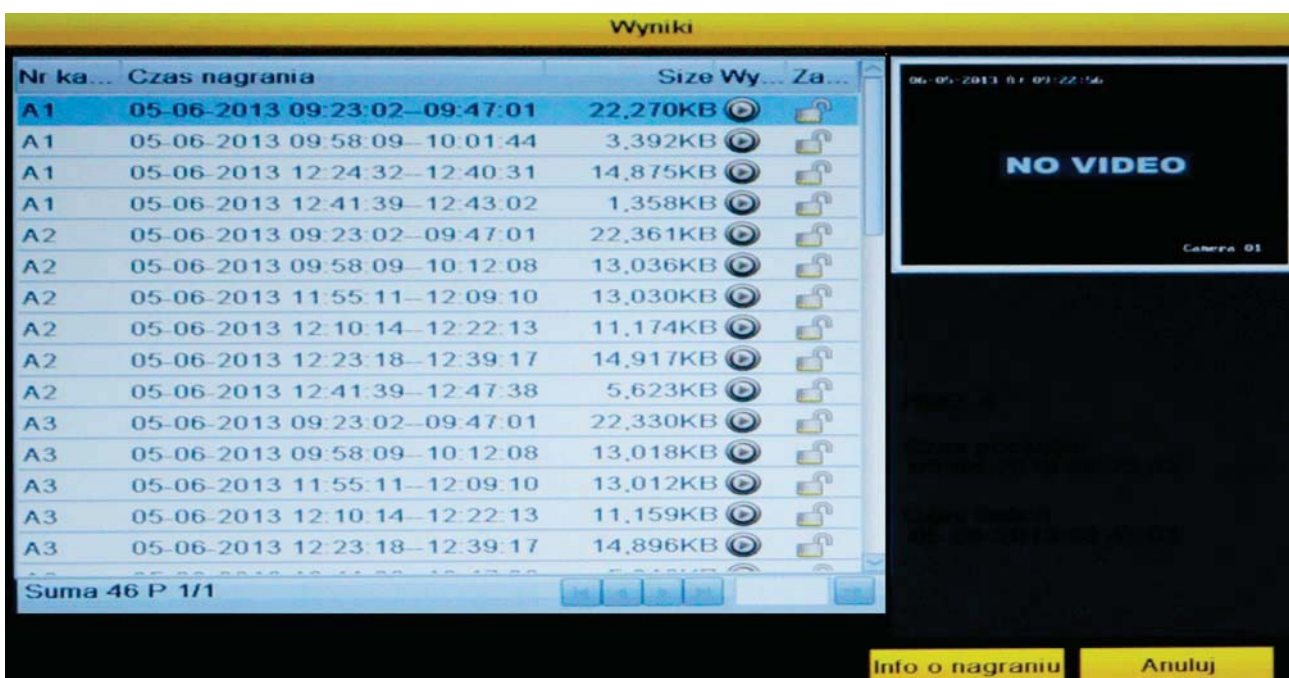 Wyniki
Nr ka... Czas nagrania Size Wy... Za...
A1 05-06-2013 09:23:02--09:47:01 22,270KB
A1 05-06-2013 09:58:09--10:01:44 3,392KB
A1 05-06-2013 12:24:32--12:40:31 14,875KB
A1 05-06-2013 12:41:39--12:43:02 1,358KB
A2 05-06-2013 09:23:02--09:47:01 22,361KB
A2 05-06-2013 09:58:09--10:12:08 13,036KB
A2 05-06-2013 11:55:11--12:09:10 13,030KB
A2 05-06-2013 12:10:14--12:22:13 11,174KB
A2 05-06-2013 12:23:18--12:39:17 14,917KB
A2 05-06-2013 12:41:39--12:47:38 5,623KB
A3 05-06-2013 09:23:02--09:47:01 22,330KB
A3 05-06-2013 09:58:09--10:12:08 13,018KB
A3 05-06-2013 11:55:11--12:09:10 13,012KB
A3 05-06-2013 12:10:14--12:22:13 11,159KB
A3 05-06-2013 12:23:18--12:39:17 14,896KB
Suma 46 P 1/1
06-05-2013 09:22:56
NO VIDEO
Camera 01
Info o nagraniu
Anuluj